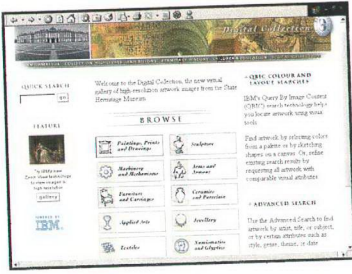 Digital Collection
QUICK SEARCH
go
FEATURE
gallery
POWERED BY
IBM
Welcome to the Digital Collection, the new virtual
gallery of high-resolution artwork images from the State
Hermitage Museum.
BROWSE
Paintings, Prints
and Drawings
Sculpture
Machinery
and Mechanisms
Arms and
Armour
Furniture
and Carriages
Ceramics
and Porcelain
Applied Arts
Jewellery
Textiles
Numismatics
and Glyptics
QBIC COLOUR AND
LAYOUT SEARCHES
IBM's Query By Image Content
(QBIC) search technology helps
you locate artwork using visual
tools.
Find artwork by selecting colors
from a palette or by sketching
shapes on a canvas. Or, refine
existing search results by
requesting all artwork with
comparable visual attributes.
ADVANCED SEARCH
Use the Advanced Search to find
artwork by artist, title, or subject,
or by certain attributes such as
style, genre, theme, or date